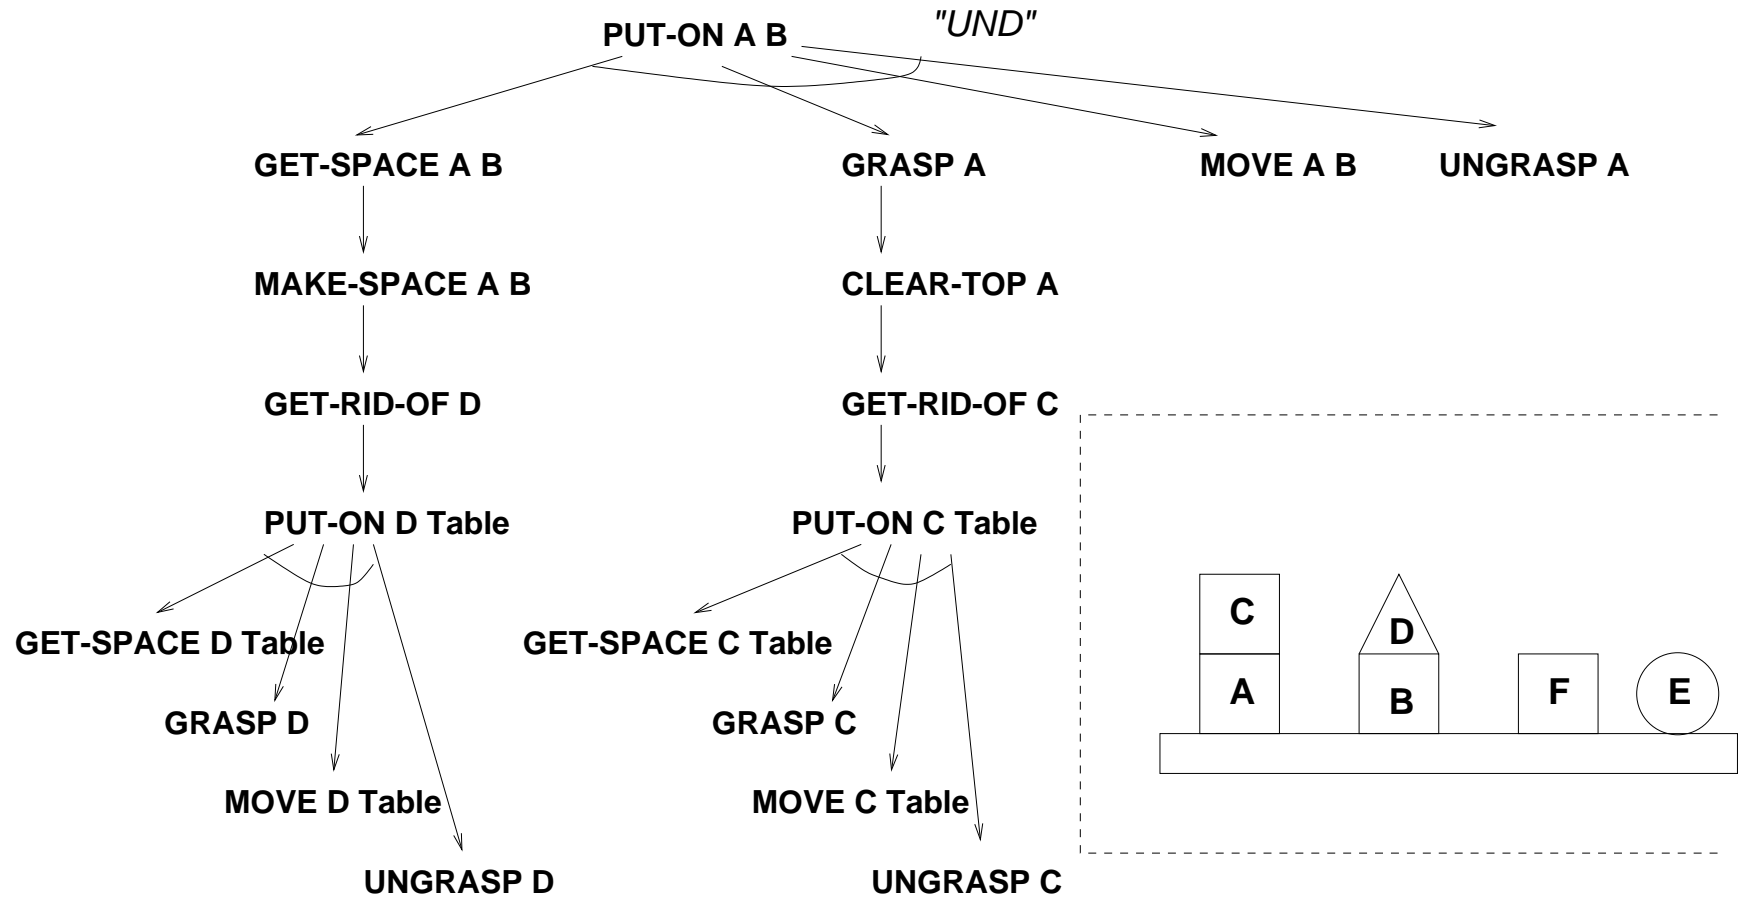 PUT-ON A B
"UND"
GET-SPACE A B
GRASP A
MOVE A B
UNGRASP A
MAKE-SPACE A B
CLEAR-TOP A
GET-RID-OF D
GET-RID-OF C
PUT-ON D Table
PUT-ON C Table
GET-SPACE D Table
GET-SPACE C Table
GRASP D
GRASP C
MOVE D Table
MOVE C Table
UNGRASP D
UNGRASP C
C
D
A
B
F
E